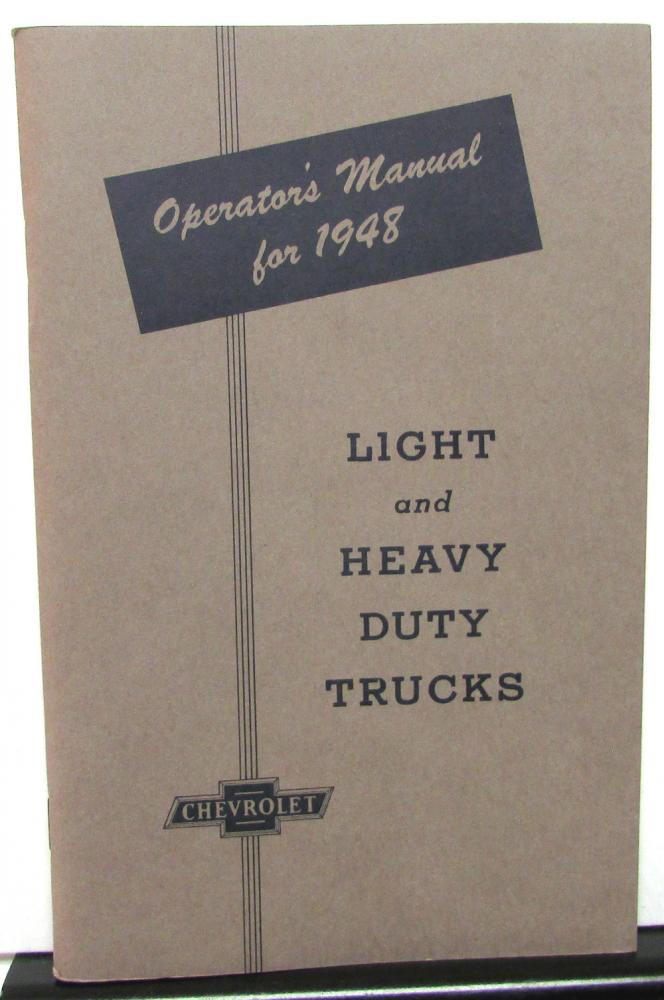 Operator's Manual
for 1948
LIGHT
and
HEAVY
DUTY
TRUCKS
CHEVROLET